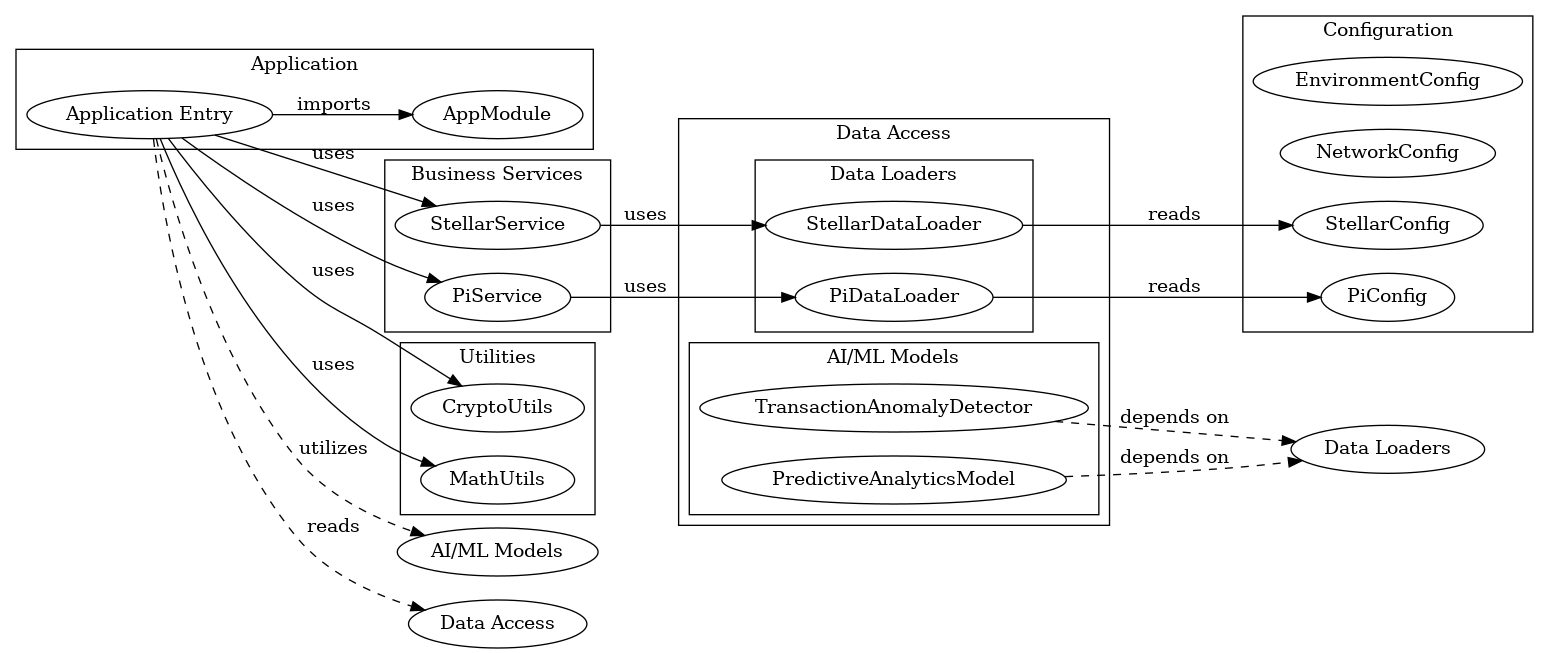 Application
Application Entry
imports
AppModule
uses
Business Services
StellarService
uses
PiService
uses
Utilities
CryptoUtils
uses
MathUtils
utilizes
AI/ML Models
reads
Data Access
Data Access
Data Loaders
uses
StellarDataLoader
uses
PiDataLoader
AI/ML Models
TransactionAnomalyDetector
PredictiveAnalyticsModel
depends on
depends on
Data Loaders
Configuration
EnvironmentConfig
NetworkConfig
reads
StellarConfig
reads
PiConfig